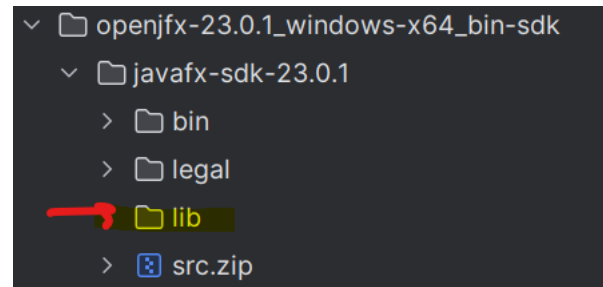 openjfx-23.0.1_windows-x64_bin-sdk
javafx-sdk-23.0.1
bin
legal
lib
src.zip